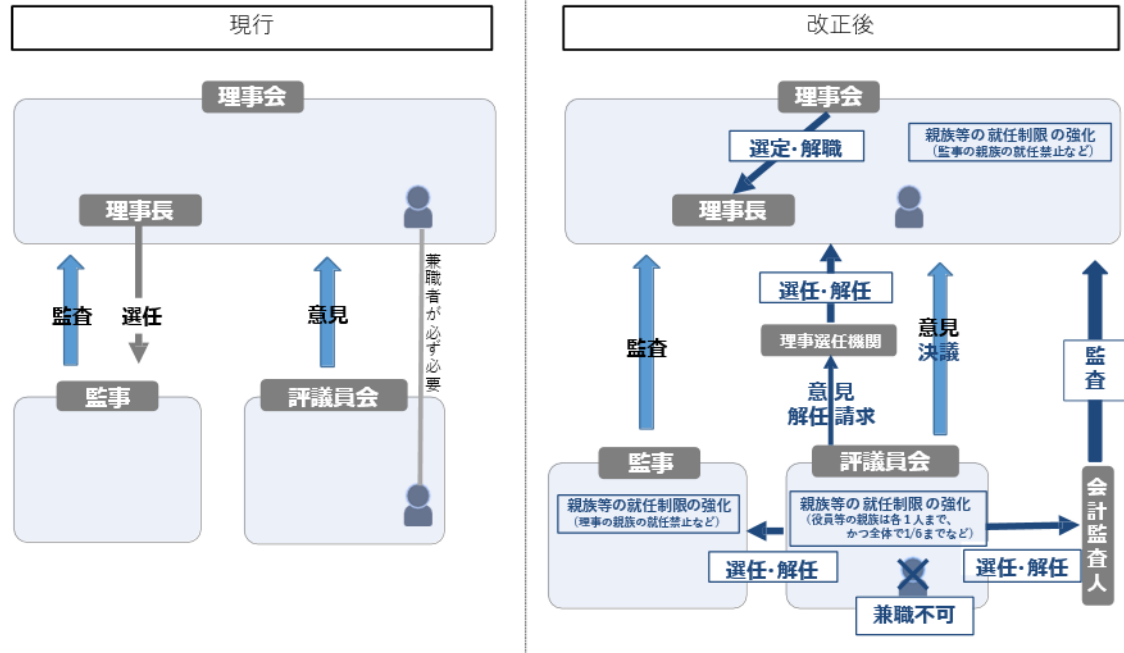 現行
理事会
理事長
監査
選任
意見
兼職者が必ず必要
監事
評議員会
改正後
理事会
選定・解職
親族等の就任制限の強化
（監事の親族の就任禁止など）
理事長
選任・解任
理事選任機関
監査
意見
決議
監査
意見
解任請求
監事
親族等の就任制限の強化
（理事の親族の就任禁止など）
評議員会
親族等の就任制限の強化
（役員等の親族は各１人まで、
かつ全体で1/6までなど）
会計監査人
選任・解任
選任・解任
兼職不可